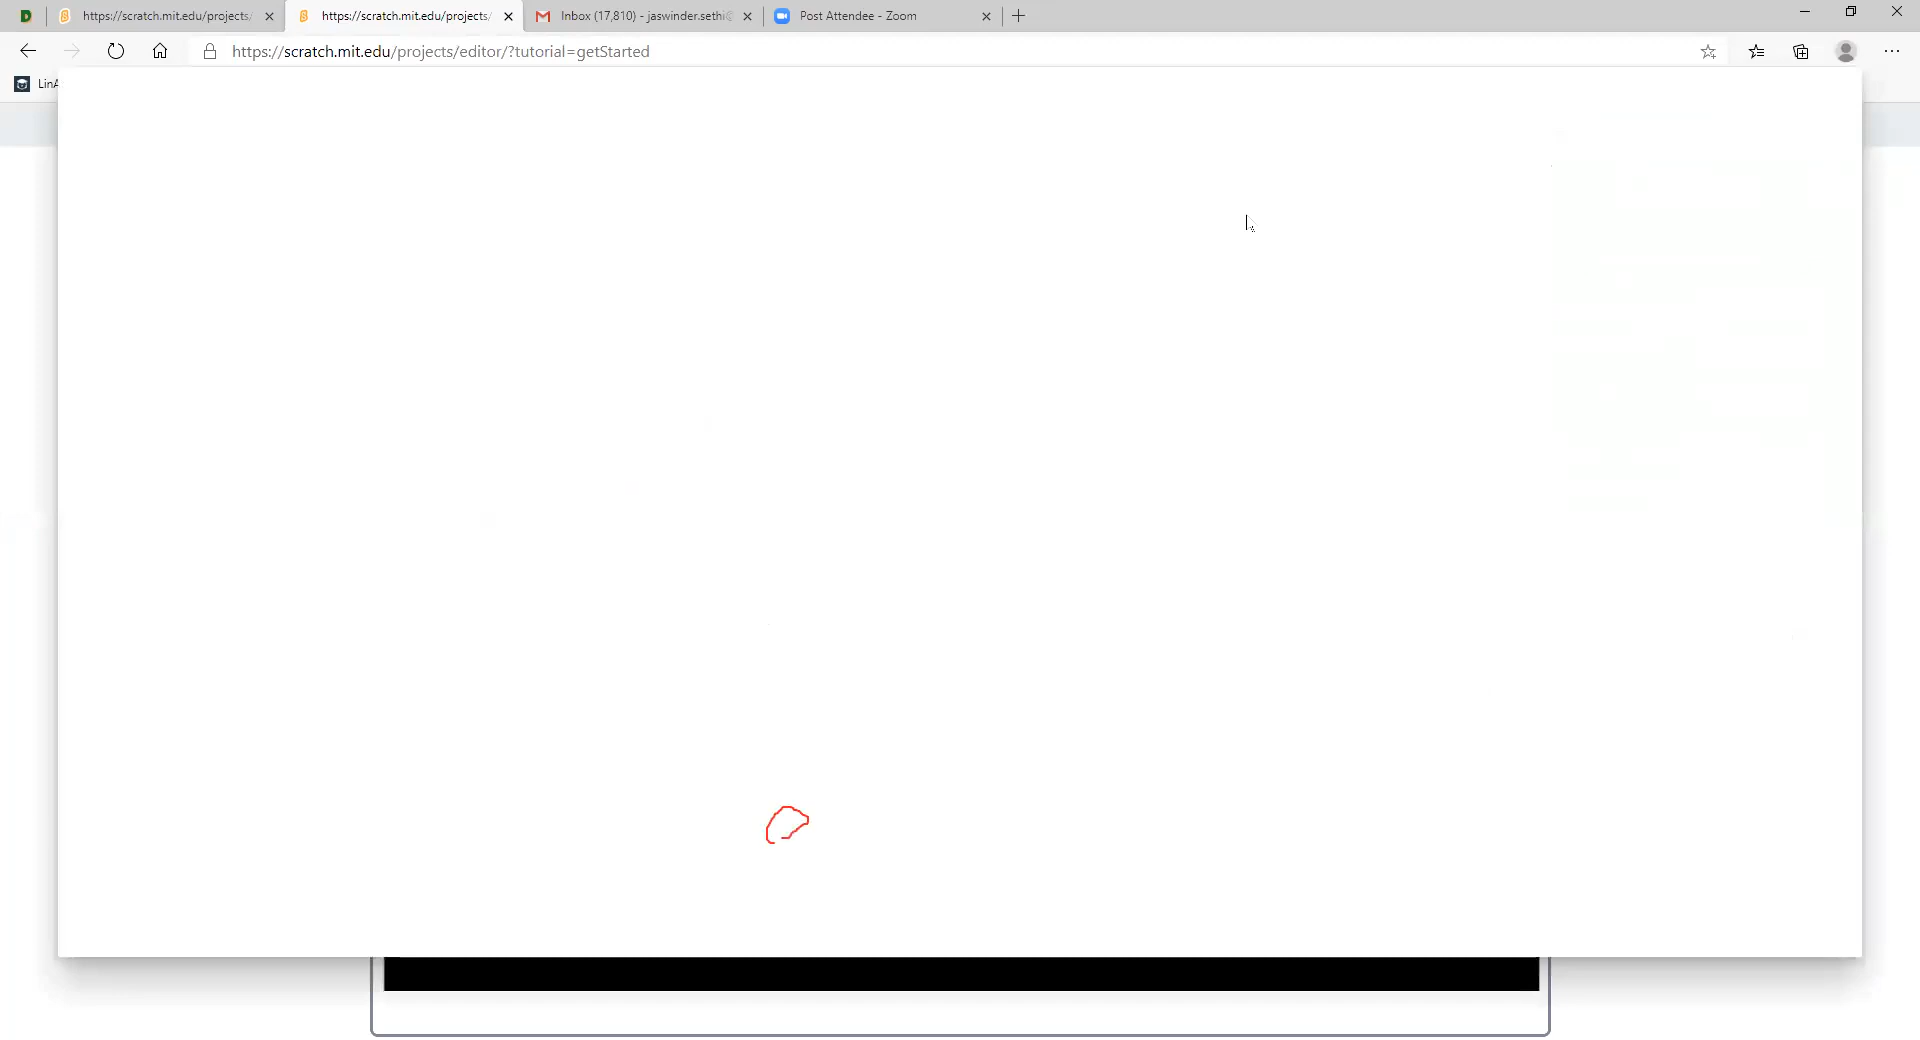 https://scratch.mit.edu/projects/
https://scratch.mit.edu/projects/
Inbox (17,810) - jaswinder.sethi@
Post Attendee - Zoom
https://scratch.mit.edu/projects/editor/?tutorial=getStarted
LinA